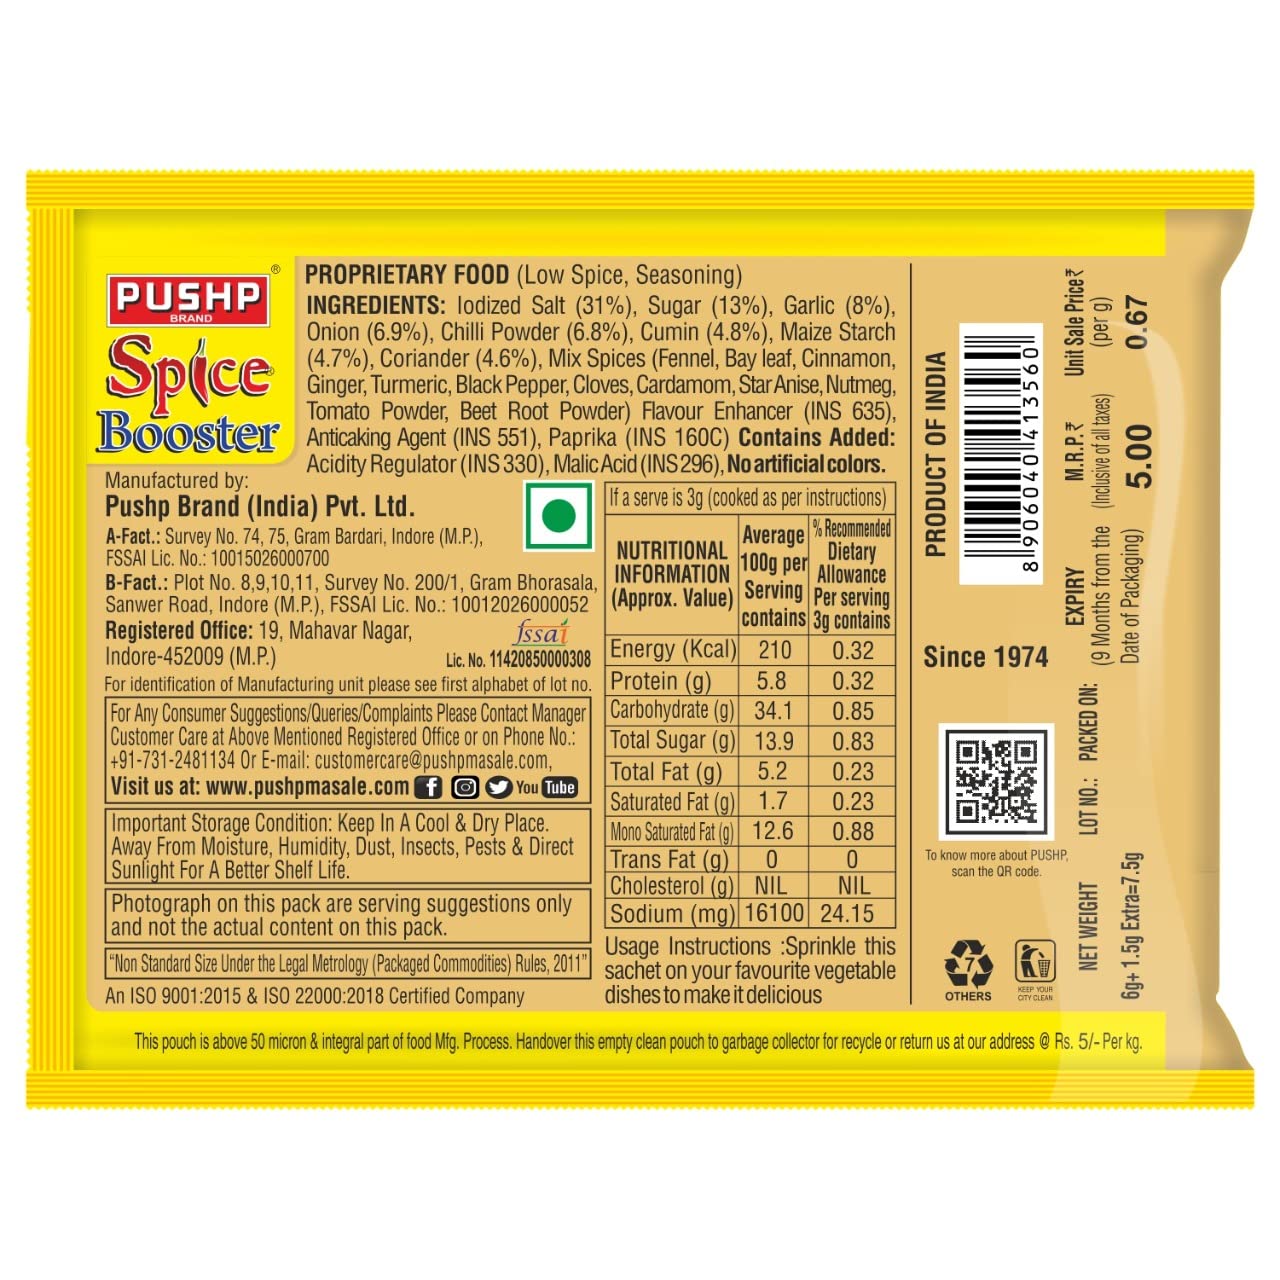 PUSHP
BRAND
®
Spice
®
Booster
PROPRIETARY FOOD (Low Spice, Seasoning)
INGREDIENTS: Iodized Salt (31%), Sugar (13%), Garlic (8%),
Onion (6.9%), Chilli Powder (6.8%), Cumin (4.8%), Maize Starch
(4.7%), Coriander (4.6%), Mix Spices (Fennel, Bay leaf, Cinnamon,
Ginger, Turmeric, Black Pepper, Cloves, Cardamom, Star Anise, Nutmeg,
Tomato Powder, Beet Root Powder) Flavour Enhancer (INS 635),
Anticaking Agent (INS 551), Paprika (INS 160C) Contains Added:
Acidity Regulator (INS 330), Malic Acid (INS 296), No artificial colors.
Manufactured by:
Pushp Brand (India) Pvt. Ltd.
A-Fact.: Survey No. 74, 75, Gram Bardari, Indore (M.P.),
FSSAI Lic. No.: 10015026000700
B-Fact.: Plot No. 8,9,10,11, Survey No. 200/1, Gram Bhorasala,
Sanwer Road, Indore (M.P.), FSSAI Lic. No.: 10012026000052
Registered Office: 19, Mahavar Nagar,
Indore-452009 (M.P.)
fssai
Lic. No. 11420850000308
For identification of Manufacturing unit please see first alphabet of lot no.
For Any Consumer Suggestions/Queries/Complaints Please Contact Manager
Customer Care at Above Mentioned Registered Office or on Phone No.:
+91-731-2481134 Or E-mail: customercare@pushpmasale.com,
Visit us at: www.pushpmasale.com f You Tube
Important Storage Condition: Keep In A Cool & Dry Place.
Away From Moisture, Humidity, Dust, Insects, Pests & Direct
Sunlight For A Better Shelf Life.
Photograph on this pack are serving suggestions only
and not the actual content on this pack.
“Non Standard Size Under the Legal Metrology (Packaged Commodities) Rules, 2011”
An ISO 9001:2015 & ISO 22000:2018 Certified Company
If a serve is 3g (cooked as per instructions)
NUTRITIONAL
INFORMATION
(Approx. Value)
Average
100g per
Serving
contains
% Recommended
Dietary
Allowance
Per serving
3g contains
Energy (Kcal) 210 0.32
Protein (g) 5.8 0.32
Carbohydrate (g) 34.1 0.85
Total Sugar (g) 13.9 0.83
Total Fat (g) 5.2 0.23
Saturated Fat (g) 1.7 0.23
Mono Saturated Fat (g) 12.6 0.88
Trans Fat (g) 0 0
Cholesterol (g) NIL NIL
Sodium (mg) 16100 24.15
Usage Instructions :Sprinkle this
sachet on your favourite vegetable
dishes to make it delicious
PRODUCT OF INDIA
8 906040 413560
Since 1974
To know more about PUSHP,
scan the QR code.
7
OTHERS
KEEP YOUR
CITY CLEAN
Unit Sale Price ₹
(per g)
0.67
M.R.P. ₹
(Inclusive of all taxes)
5.00
EXPIRY
(9 Months from the
Date of Packaging)
LOT NO.: PACKED ON:
NET WEIGHT
6g+ 1.5g Extra=7.5g
This pouch is above 50 micron & integral part of food Mfg. Process. Handover this empty clean pouch to garbage collector for recycle or return us at our address @ Rs. 5/- Per kg.